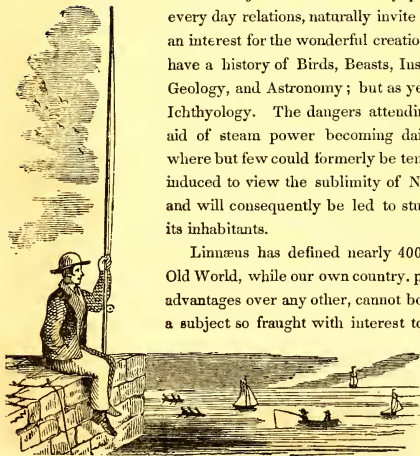 every day relations, naturally invite
an interest for the wonderful creatio
have a history of Birds, Beasts, Ins
Geology, and Astronomy; but as ye
Ichthyology. The dangers attendin
aid of steam power becoming dai
where but few could formerly be ten
induced to view the sublimity of N
and will consequently be led to stu
its inhabitants.
Linnæus has defined nearly 400
Old World, while our own country. p
advantages over any other, cannot bo
a subject so fraught with interest to